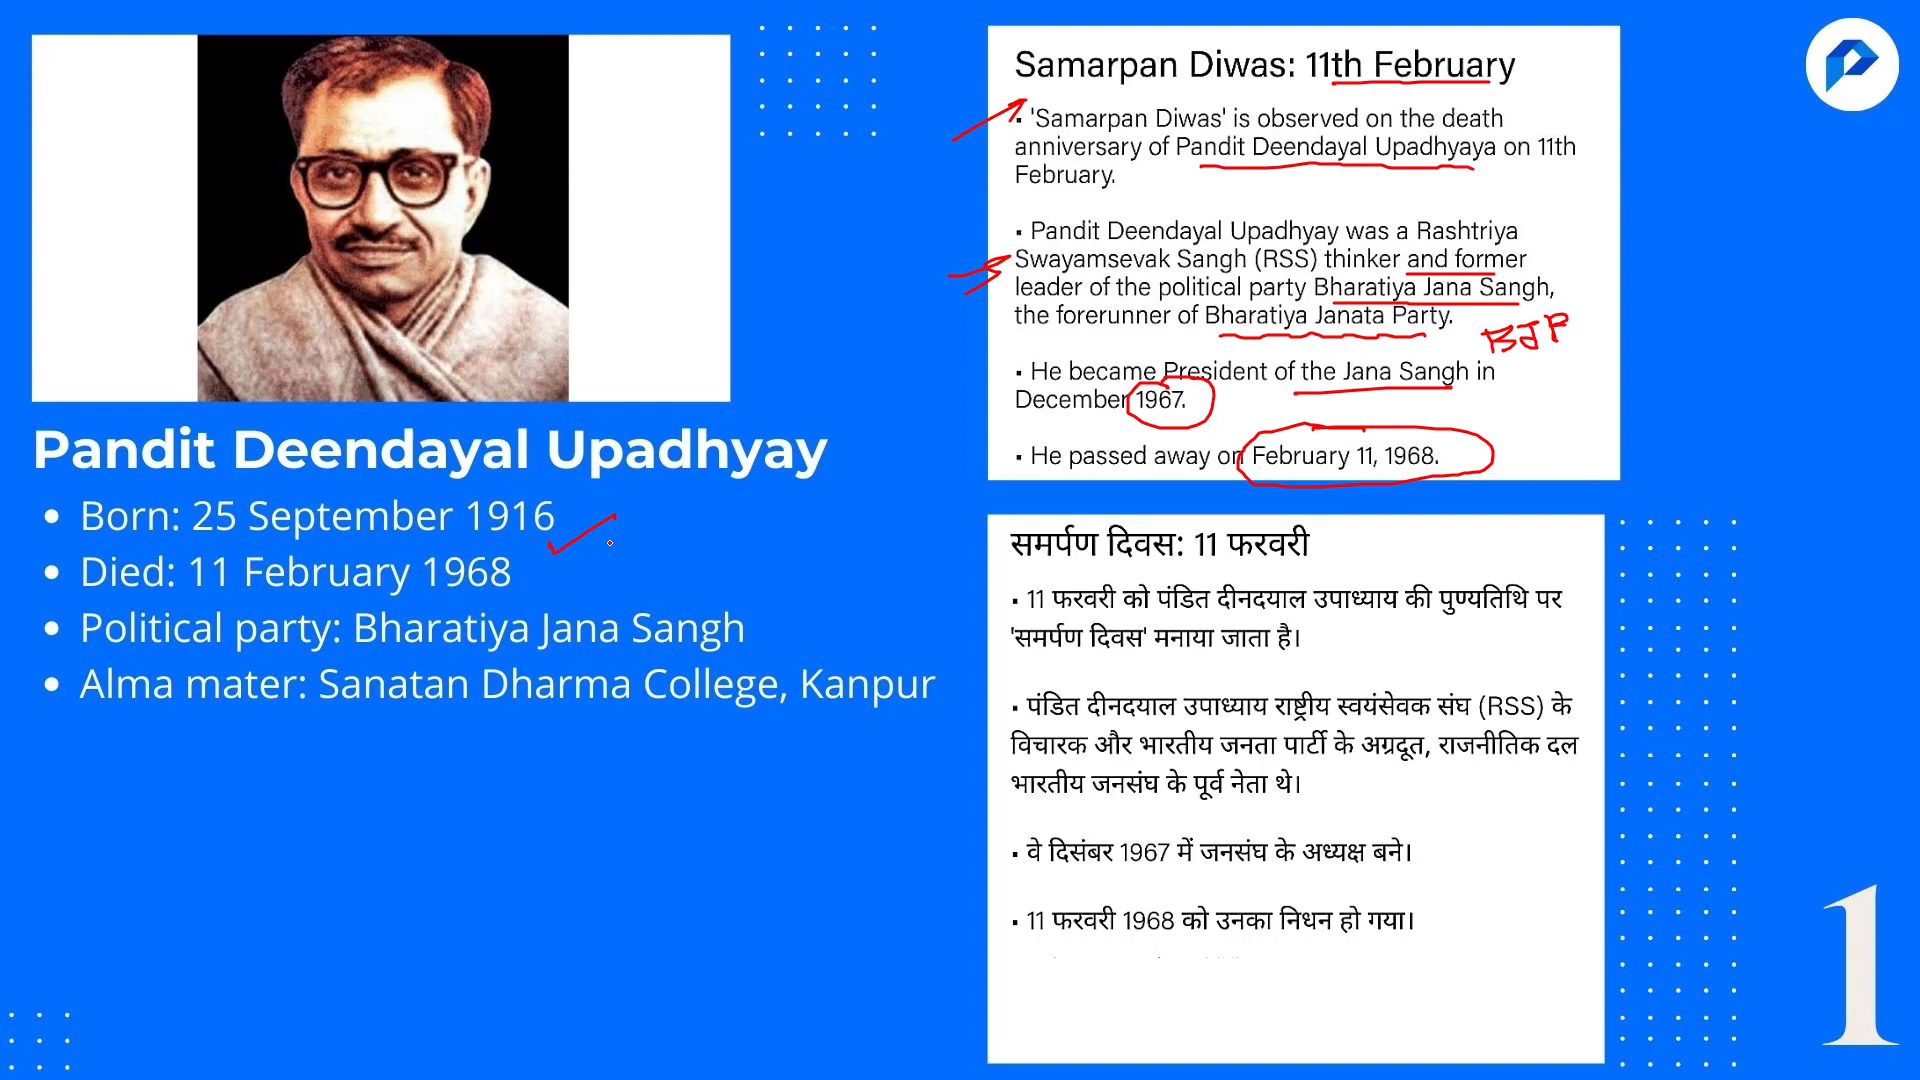 Pandit Deendayal Upadhyay
• Born: 25 September 1916
• Died: 11 February 1968
• Political party: Bharatiya Jana Sangh
• Alma mater: Sanatan Dharma College, Kanpur
Samarpan Diwas: 11th February
▪ 'Samarpan Diwas' is observed on the death
anniversary of Pandit Deendayal Upadhyaya on 11th
February.
▪ Pandit Deendayal Upadhyay was a Rashtriya
Swayamsevak Sangh (RSS) thinker and former
leader of the political party Bharatiya Jana Sangh,
the forerunner of Bharatiya Janata Party.
BJP
▪ He became President of the Jana Sangh in
December 1967.
▪ He passed away on February 11, 1968.
समर्पण दिवस: 11 फरवरी
▪ 11 फरवरी को पंडित दीनदयाल उपाध्याय की पुण्यतिथि पर
'समर्पण दिवस' मनाया जाता है।
▪ पंडित दीनदयाल उपाध्याय राष्ट्रीय स्वयंसेवक संघ (RSS) के
विचारक और भारतीय जनता पार्टी के अग्रदूत, राजनीतिक दल
भारतीय जनसंघ के पूर्व नेता थे।
▪ वे दिसंबर 1967 में जनसंघ के अध्यक्ष बने।
▪ 11 फरवरी 1968 को उनका निधन हो गया।
1